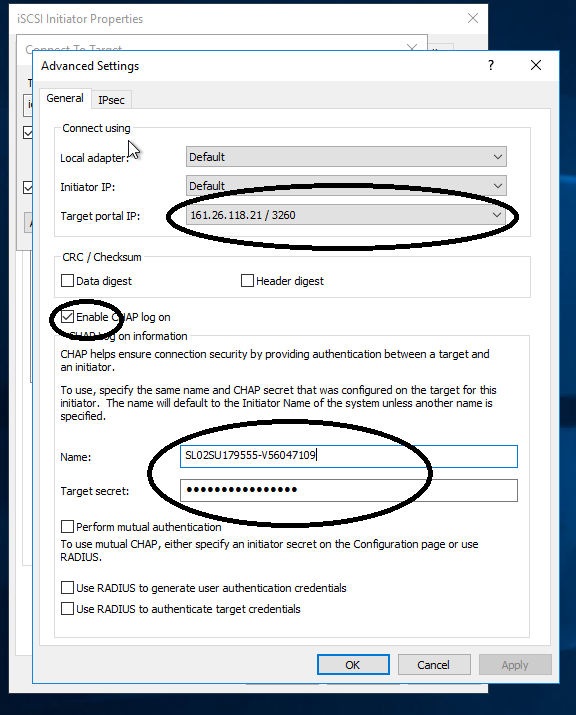 iSCSI Initiator Properties
Connect To Target
Advanced Settings
General IPsec
Connect using
Local adapter: Default
Initiator IP: Default
Target portal IP: 161.26.118.21 / 3260
CRC / Checksum
Data digest Header digest
Enable CHAP log on
CHAP Log on information
CHAP helps ensure connection security by providing authentication between a target and
an initiator.
To use, specify the same name and CHAP secret that was configured on the target for this
initiator. The name will default to the Initiator Name of the system unless another name is
specified.
Name: SL02SU179555-V56047109
Target secret: ●●●●●●●●●●●●●●●●
Perform mutual authentication
To use mutual CHAP, either specify an initiator secret on the Configuration page or use
RADIUS.
Use RADIUS to generate user authentication credentials
Use RADIUS to authenticate target credentials
OK Cancel Apply